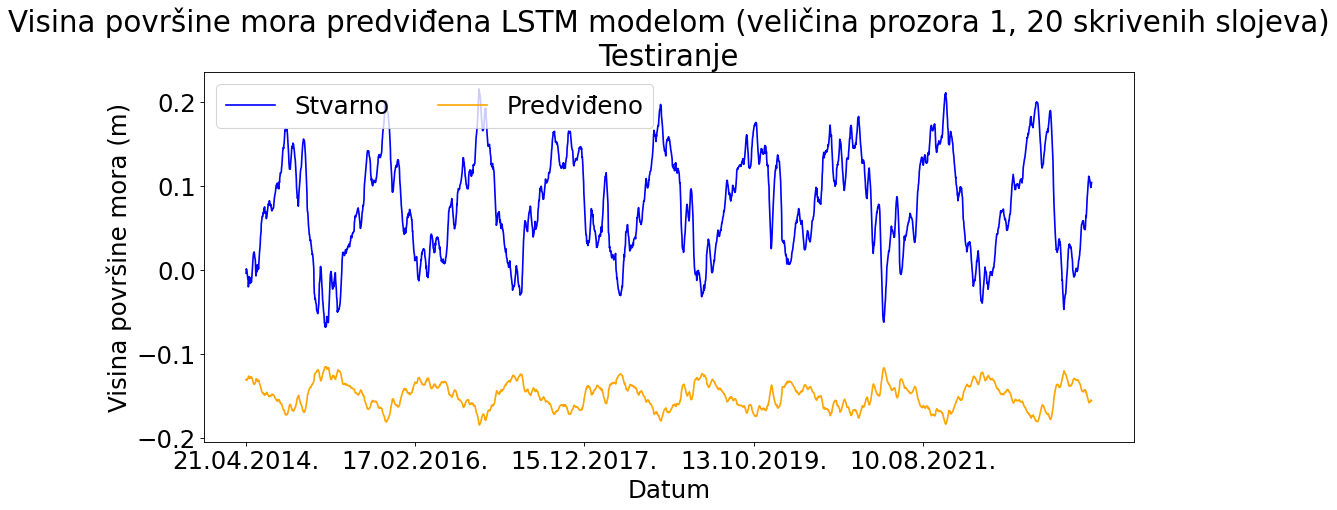 Visina površine mora predviđena LSTM modelom (veličina prozora 1, 20 skrivenih slojeva)
Testiranje
Stvarno Predviđeno
Visina površine mora (m)
0.2
0.1
0.0
−0.1
−0.2
21.04.2014. 17.02.2016. 15.12.2017. 13.10.2019. 10.08.2021.
Datum